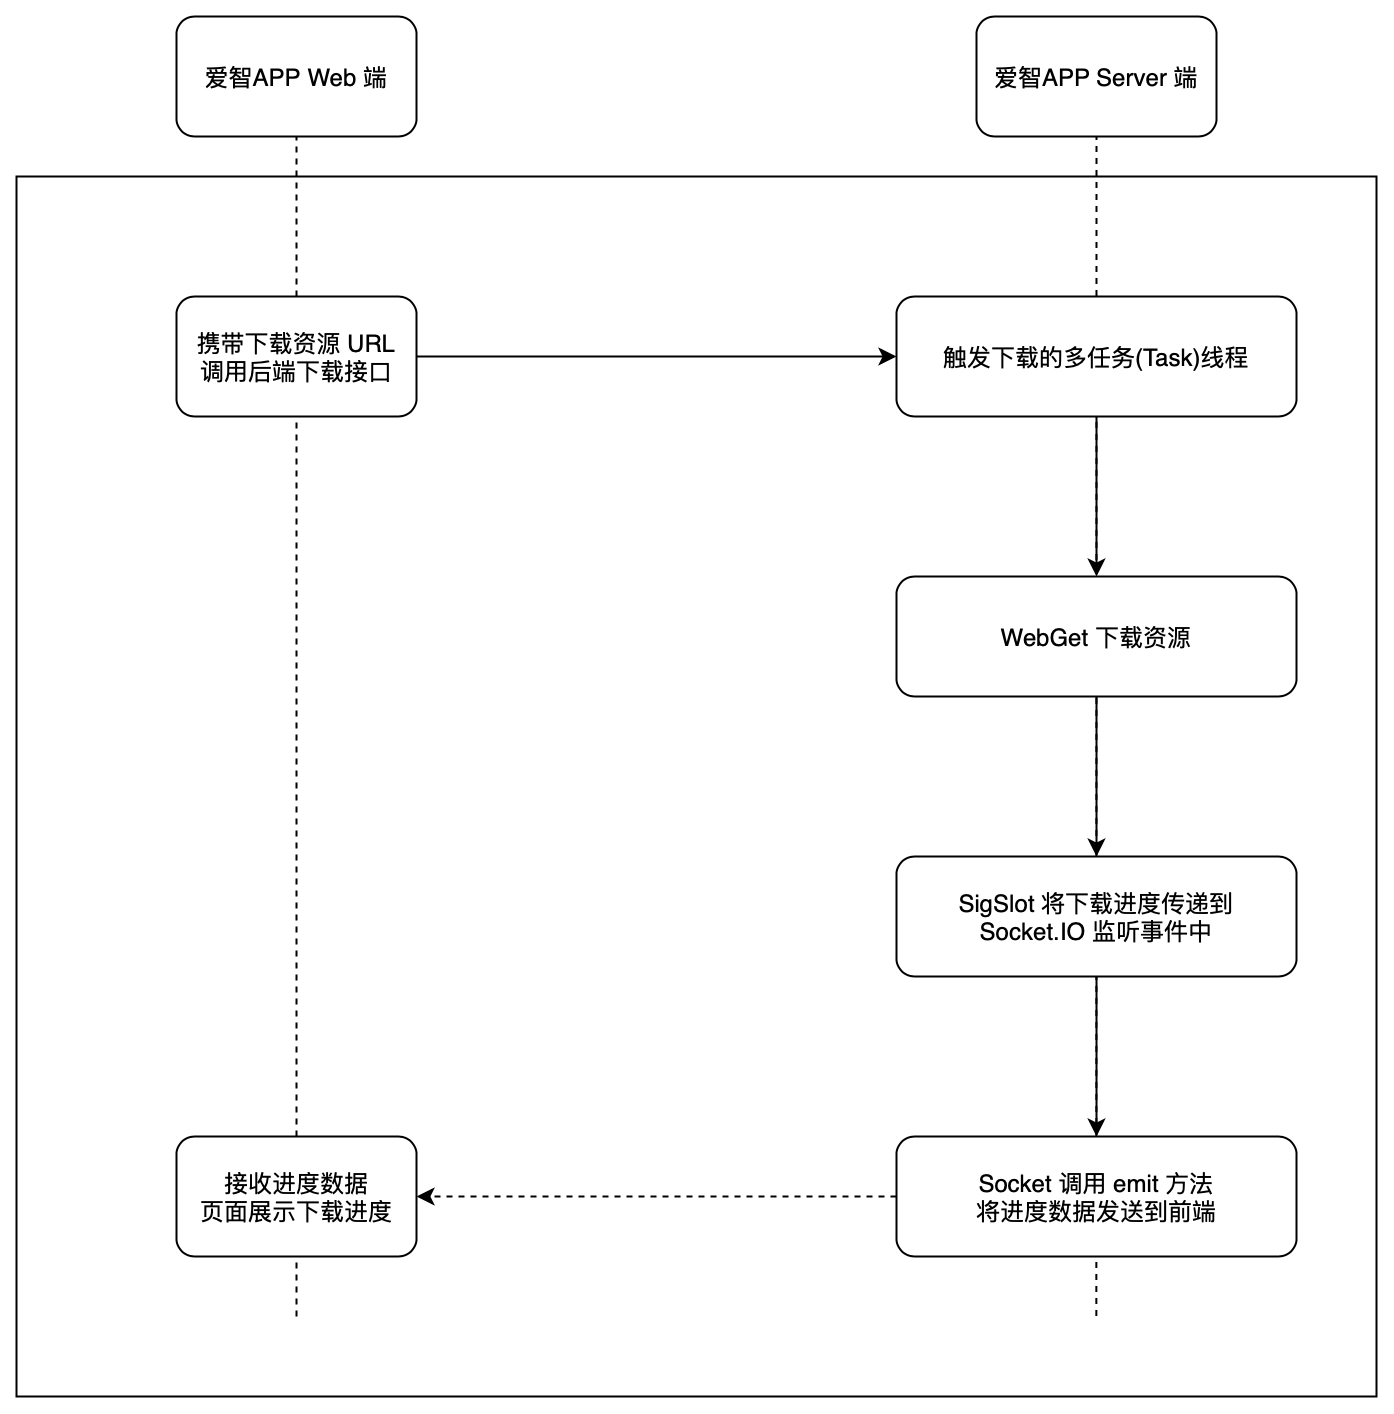 爱智APP Web 端
爱智APP Server 端
携带下载资源 URL
调用后端下载接口
触发下载的多任务(Task)线程
WebGet 下载资源
SigSlot 将下载进度传递到
Socket.IO 监听事件中
接收进度数据
页面展示下载进度
Socket 调用 emit 方法
将进度数据发送到前端